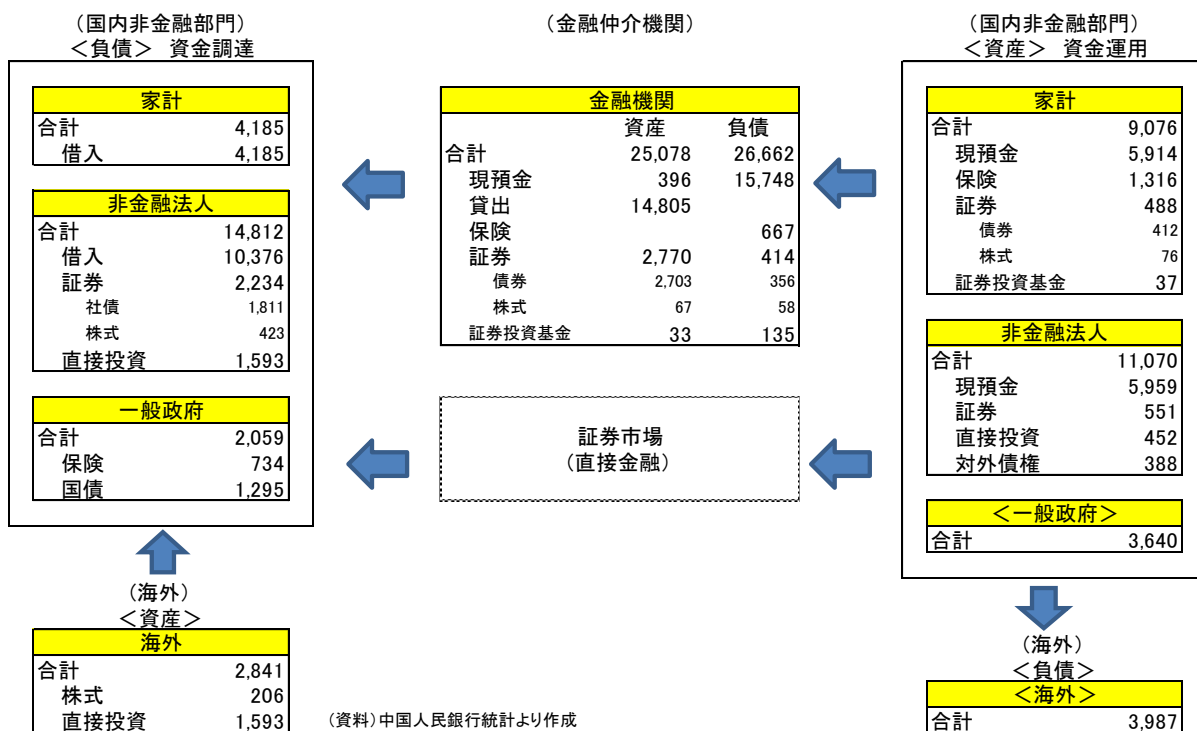 （国内非金融部門）
＜負債＞ 資金調達
家計
合計 4,185
借入 4,185
非金融法人
合計 14,812
借入 10,376
証券 2,234
社債 1,811
株式 423
直接投資 1,593
一般政府
合計 2,059
保険 734
国債 1,295
（海外）
＜資産＞
海外
合計 2,841
株式 206
直接投資 1,593
（金融仲介機関）
金融機関
資産 負債
合計 25,078 26,662
現預金 396 15,748
貸出 14,805
保険 667
証券 2,770 414
債券 2,703 356
株式 67 58
証券投資基金 33 135
証券市場
（直接金融）
（資料）中国人民銀行統計より作成
（国内非金融部門）
＜資産＞ 資金運用
家計
合計 9,076
現預金 5,914
保険 1,316
証券 488
債券 412
株式 76
証券投資基金 37
非金融法人
合計 11,070
現預金 5,959
証券 551
直接投資 452
対外債権 388
＜一般政府＞
合計 3,640
（海外）
＜負債＞
＜海外＞
合計 3,987